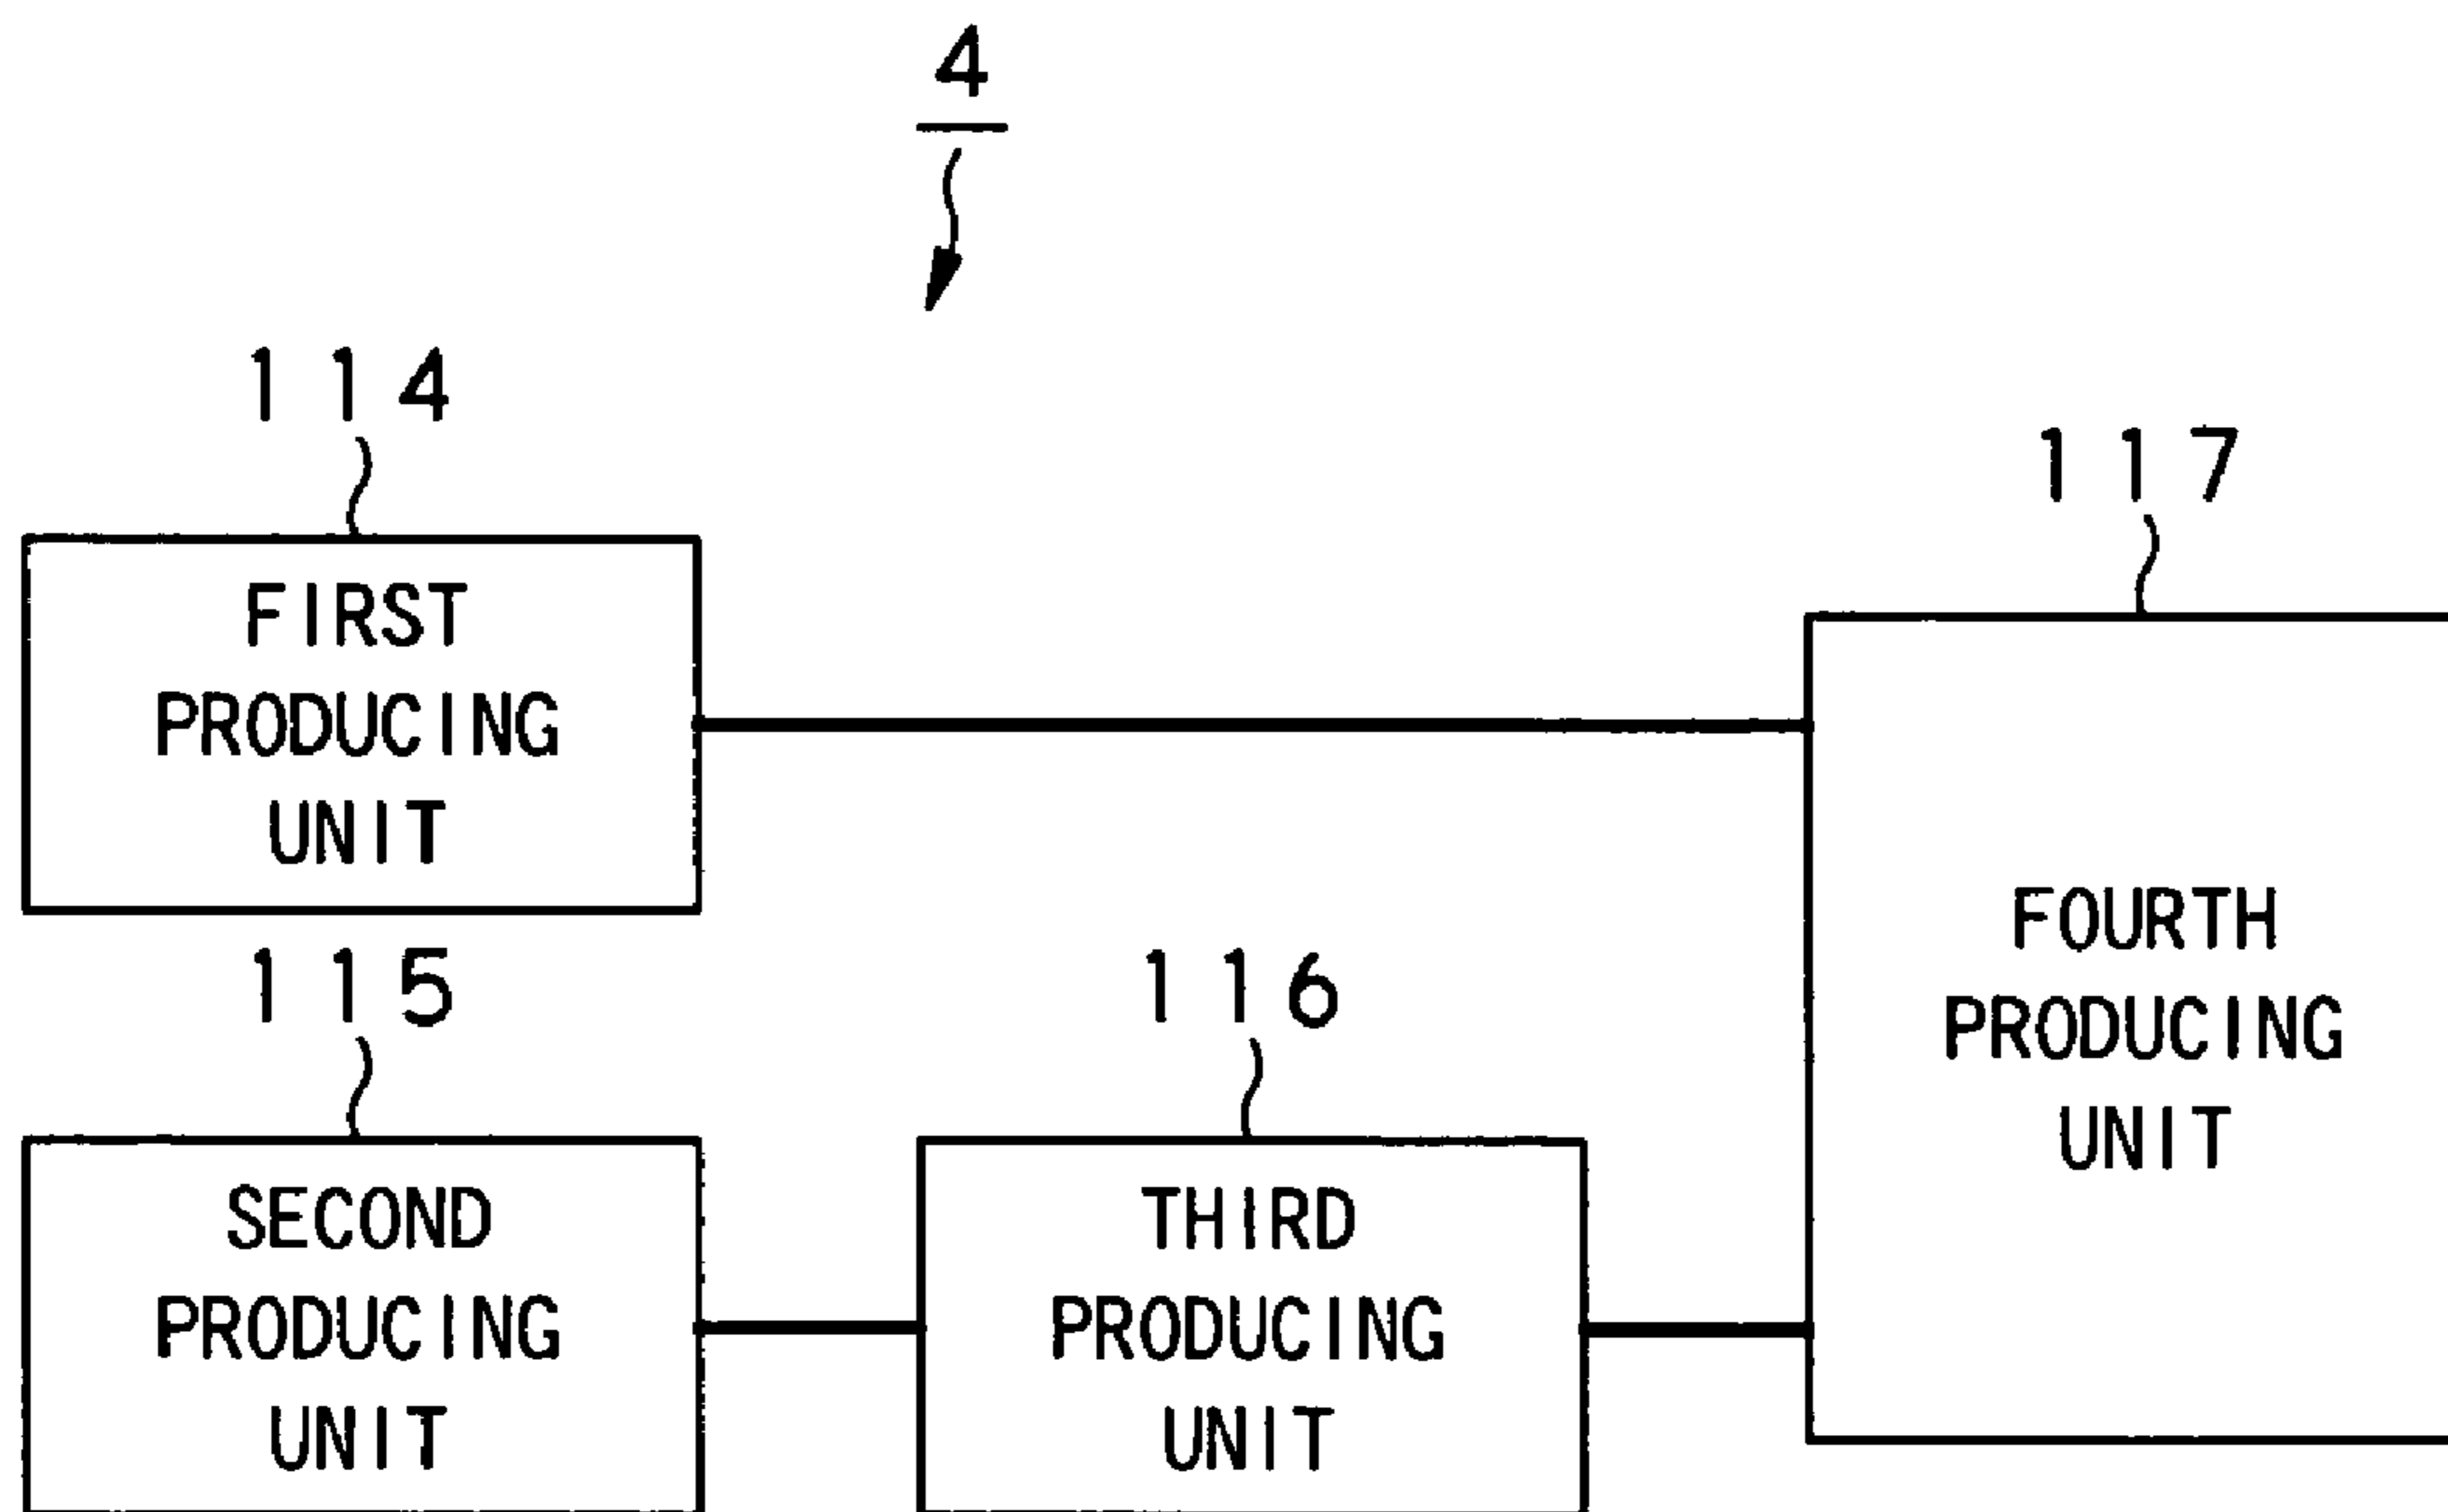 4
114
FIRST
PRODUCING
UNIT
117
FOURTH
PRODUCING
UNIT
115
SECOND
PRODUCING
UNIT
116
THIRD
PRODUCING
UNIT